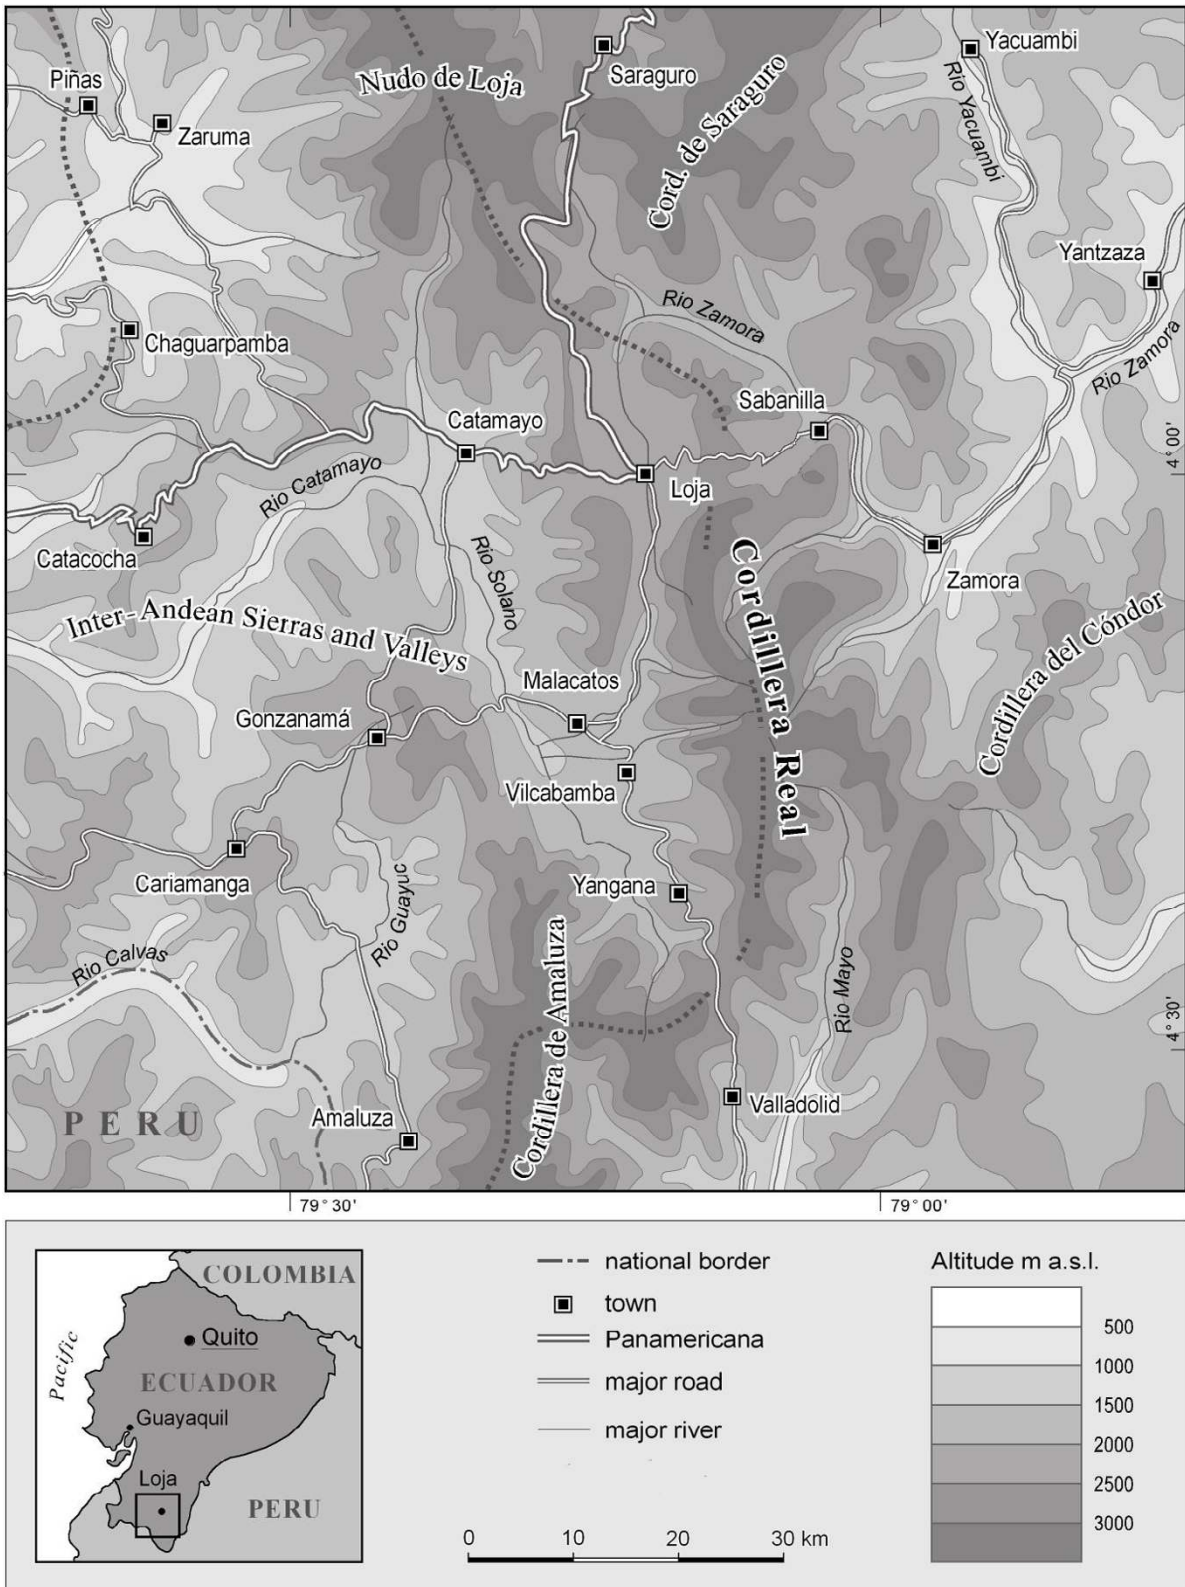 Piñas
Zaruma
Nudo de Loja
Saraguro
Cord. de Saraguro
Yacuambi
Rio Yacuambi
Yantzaza
Rio Zamora
Chaguarpamba
Rio Zamora
Sabanilla
Catamayo
4°00'
Rio Catamayo
Loja
Catacocha
Rio Solano
Cordillera Real
Zamora
Inter-Andean Sierras and Valleys
Cordillera del Cóndor
Malacatos
Gonzanamá
Vilcabamba
Cariamanga
Rio Guayuc
Yangana
Rio Calvas
Cordillera de Amaluza
Rio Mayo
4°30'
PERU
Amaluza
Valladolid
79°30'
79°00'
COLOMBIA
Pacific
Quito
ECUADOR
Guayaquil
Loja
PERU
national border
town
Panamericana
major road
major river
0 10 20 30 km
Altitude m a.s.l.
500
1000
1500
2000
2500
3000